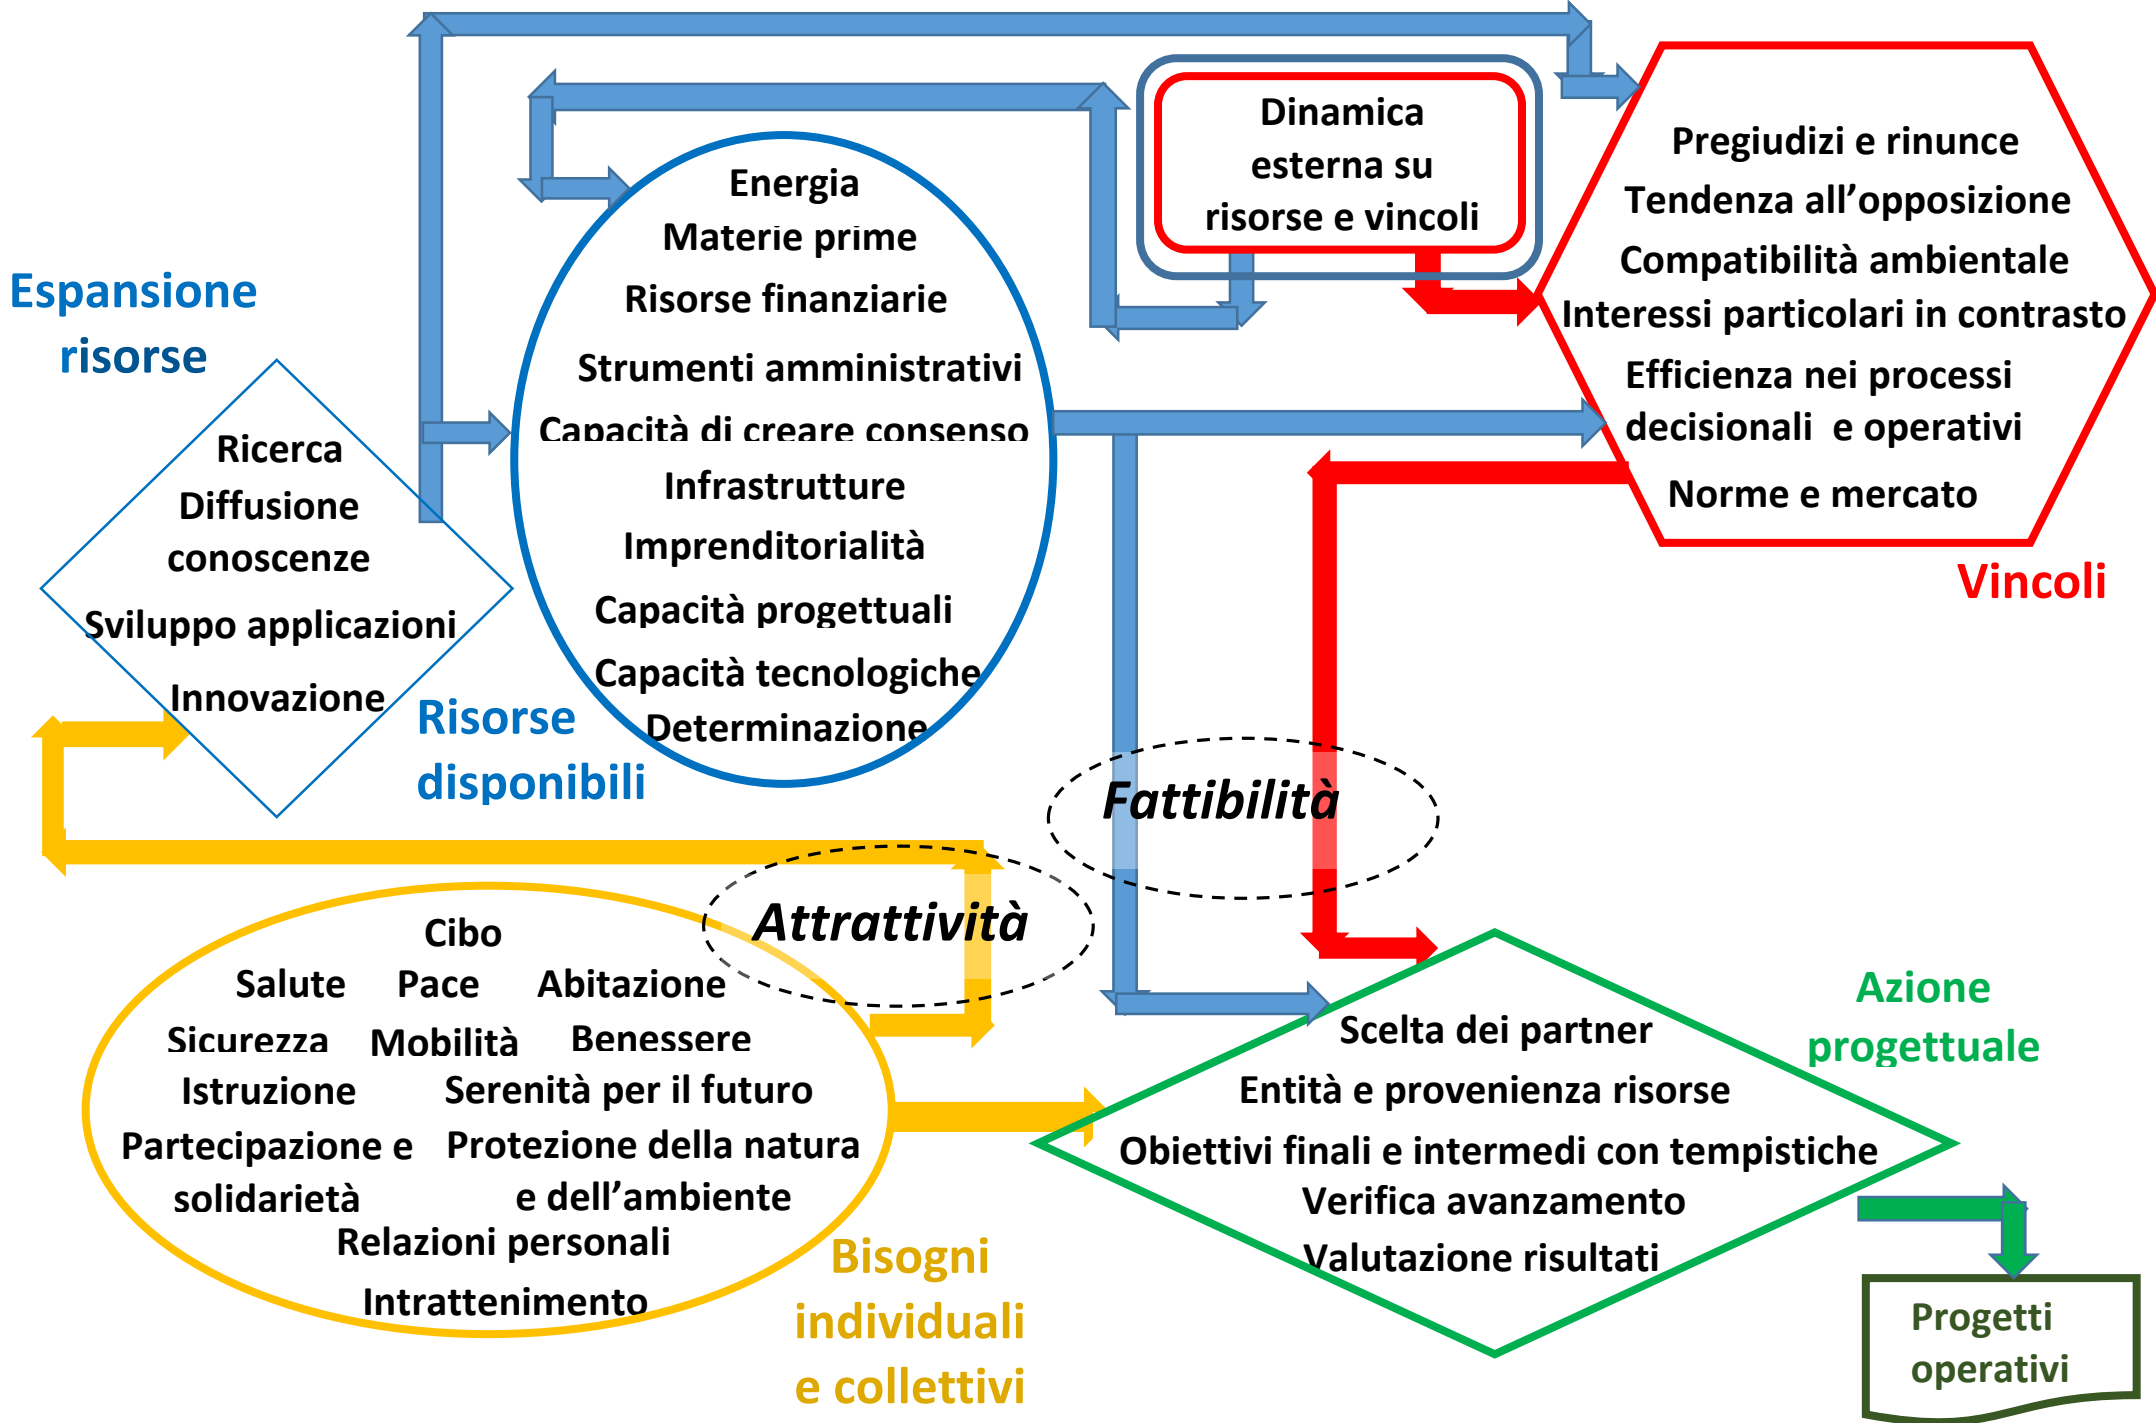 Espansione
risorse
Ricerca
Diffusione
conoscenze
Sviluppo applicazioni
Innovazione
Energia
Materie prime
Risorse finanziarie
Strumenti amministrativi
Capacità di creare consenso
Infrastrutture
Imprenditorialità
Capacità progettuali
Capacità tecnologiche
Determinazione
Risorse
disponibili
Dinamica
esterna su
risorse e vincoli
Pregiudizi e rinunce
Tendenza all’opposizione
Compatibilità ambientale
Interessi particolari in contrasto
Efficienza nei processi
decisionali e operativi
Norme e mercato
Vincoli
Fattibilità
Attrattività
Cibo
Salute Pace Abitazione
Sicurezza Mobilità Benessere
Istruzione Serenità per il futuro
Partecipazione e Protezione della natura
solidarietà e dell’ambiente
Relazioni personali
Intrattenimento
Bisogni
individuali
e collettivi
Azione
progettuale
Scelta dei partner
Entità e provenienza risorse
Obiettivi finali e intermedi con tempistiche
Verifica avanzamento
Valutazione risultati
Progetti
operativi